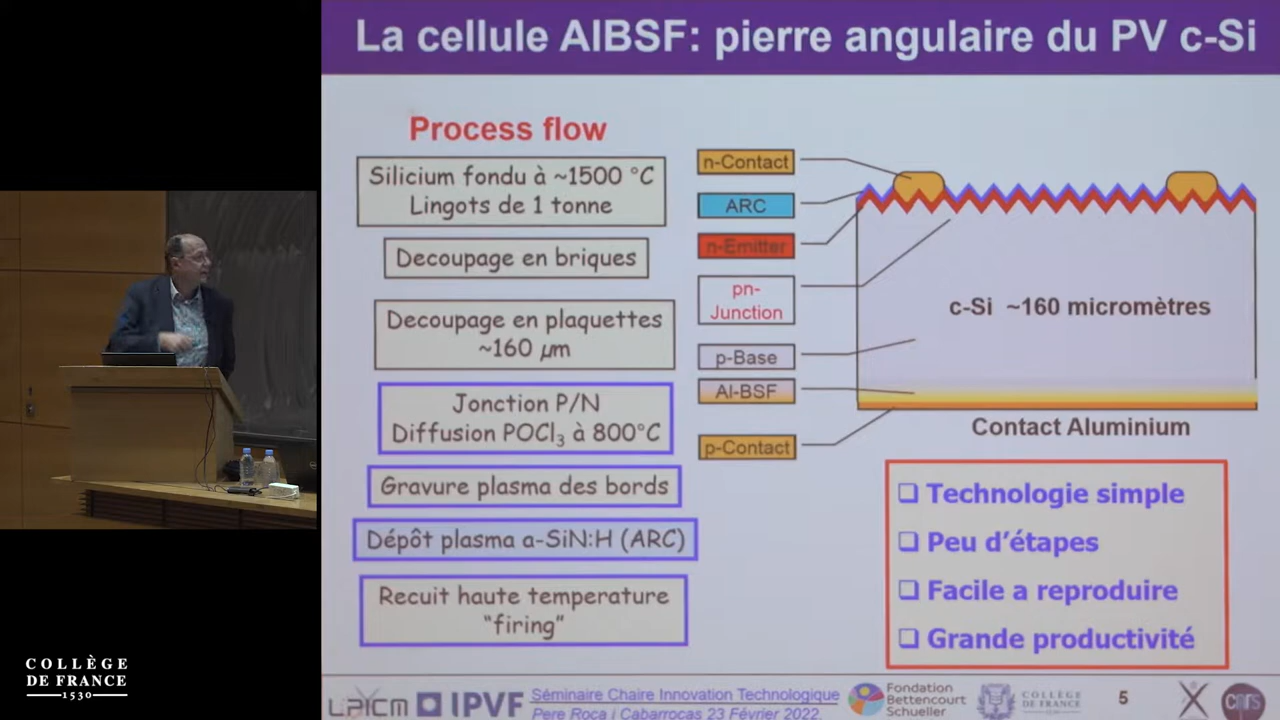 La cellule AlBSF: pierre angulaire du PV c-Si
Process flow
Silicium fondu à ~1500 °C
Lingots de 1 tonne
Decoupage en briques
Decoupage en plaquettes
~160 µm
Jonction P/N
Diffusion POCl₃ à 800°C
Gravure plasma des bords
Dépôt plasma a-SiN:H (ARC)
Recuit haute temperature
“firing”
n-Contact
ARC
n-Emitter
pn-
Junction
p-Base
Al-BSF
p-Contact
c-Si ~160 micromètres
Contact Aluminium
❑ Technologie simple
❑ Peu d’étapes
❑ Facile a reproduire
❑ Grande productivité
COLLÈGE
DE FRANCE
1530
LPICM
IPVF
Séminaire Chaire Innovation Technologique
Pere Roca i Cabarrocas 23 Février 2022.
Fondation
Bettencourt
Schueller
COLLÈGE
DE FRANCE
5
X
cnrs